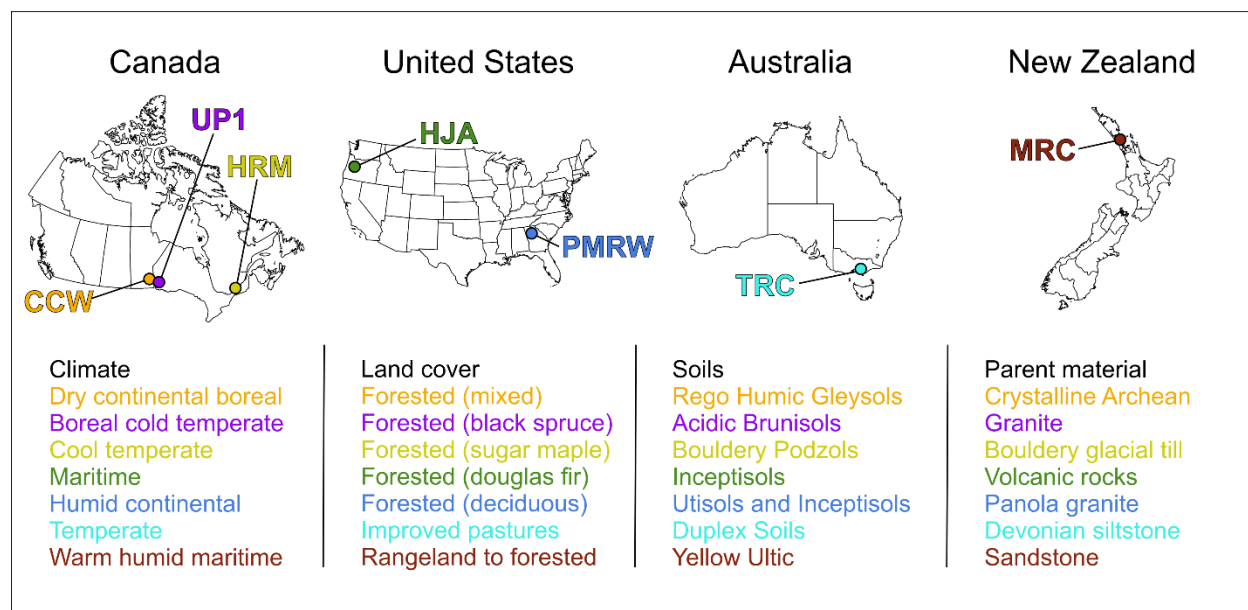 Canada
United States
Australia
New Zealand
UP1
HRM
CCW
HJA
PMRW
TRC
MRC
Climate
Dry continental boreal
Boreal cold temperate
Cool temperate
Maritime
Humid continental
Temperate
Warm humid maritime
Land cover
Forested (mixed)
Forested (black spruce)
Forested (sugar maple)
Forested (douglas fir)
Forested (deciduous)
Improved pastures
Rangeland to forested
Soils
Rego Humic Gleysols
Acidic Brunisols
Bouldery Podzols
Inceptisols
Utisols and Inceptisols
Duplex Soils
Yellow Ultic
Parent material
Crystalline Archean
Granite
Bouldery glacial till
Volcanic rocks
Panola granite
Devonian siltstone
Sandstone